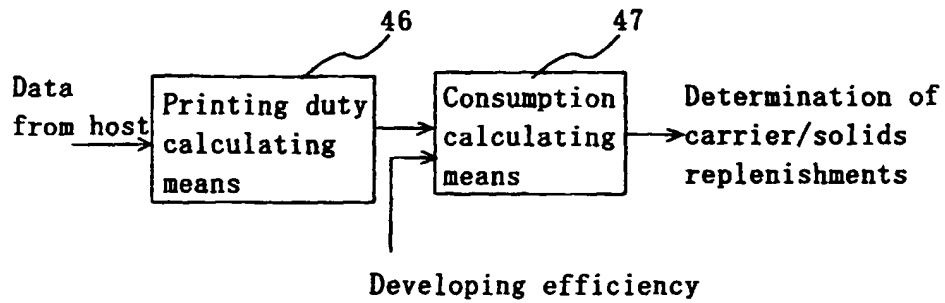 46
47
Data
from host
Printing duty
calculating
means
Consumption
calculating
means
Determination of
carrier/solids
replenishments
Developing efficiency